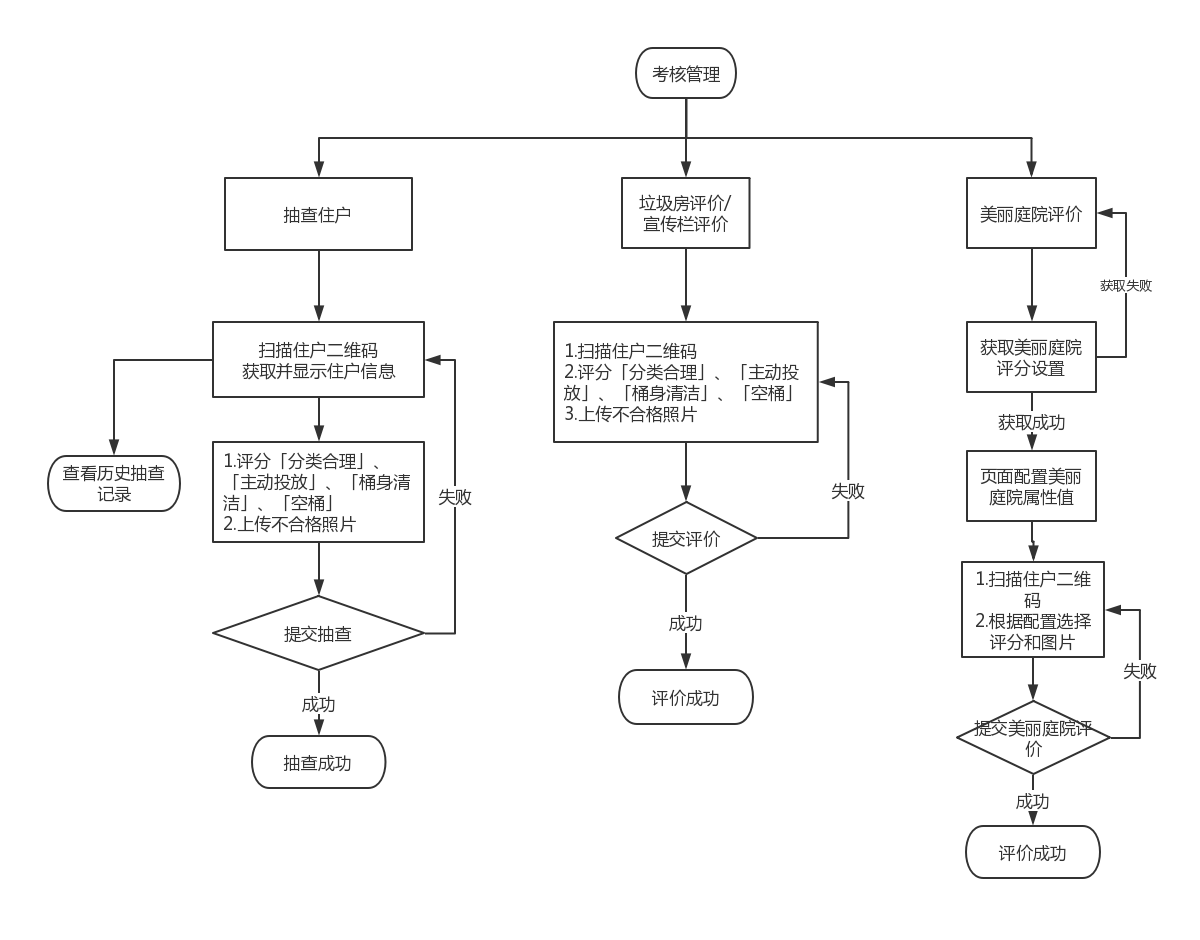 考核管理
抽查住户
扫描住户二维码
获取并显示住户信息
查看历史抽查
记录
1.评分「分类合理」、
「主动投放」、「桶身清
洁」、「空桶」
2.上传不合格照片
失败
提交抽查
成功
抽查成功
垃圾房评价/
宣传栏评价
1.扫描住户二维码
2.评分「分类合理」、「主动投
放」、「桶身清洁」、「空桶」
3.上传不合格照片
失败
提交评价
成功
评价成功
美丽庭院评价
获取失败
获取美丽庭院
评分设置
获取成功
页面配置美丽
庭院属性值
1.扫描住户二维
码
2.根据配置选择
评分和图片
失败
提交美丽庭院评
价
成功
评价成功